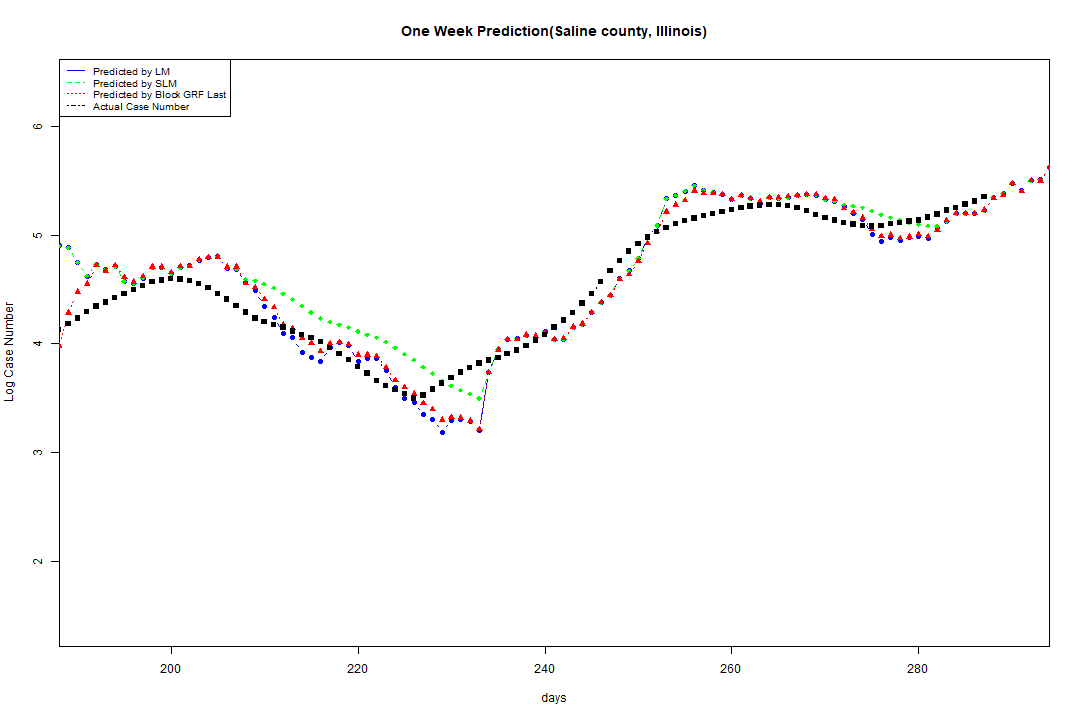 One Week Prediction(Saline county, Illinois)
Predicted by LM
Predicted by SLM
Predicted by Block GRF Last
Actual Case Number
6
5
4
3
2
Log Case Number
200 220 240 260 280
days